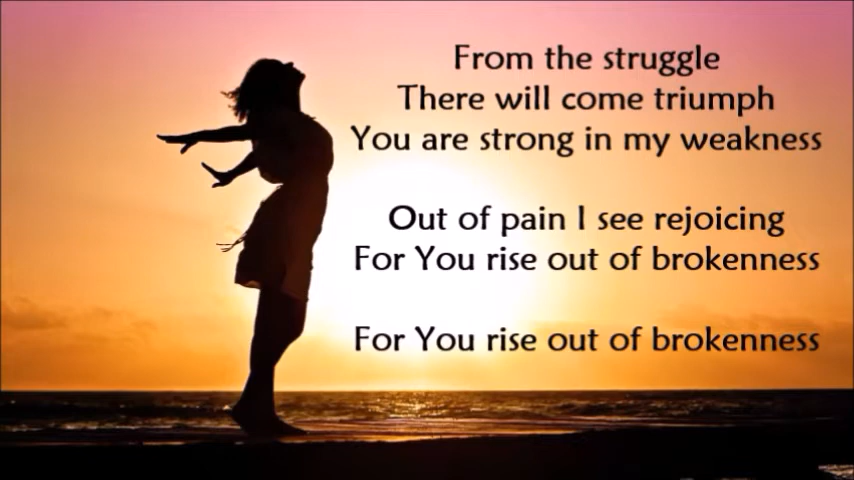 From the struggle
There will come triumph
You are strong in my weakness
Out of pain I see rejoicing
For You rise out of brokenness
For You rise out of brokenness